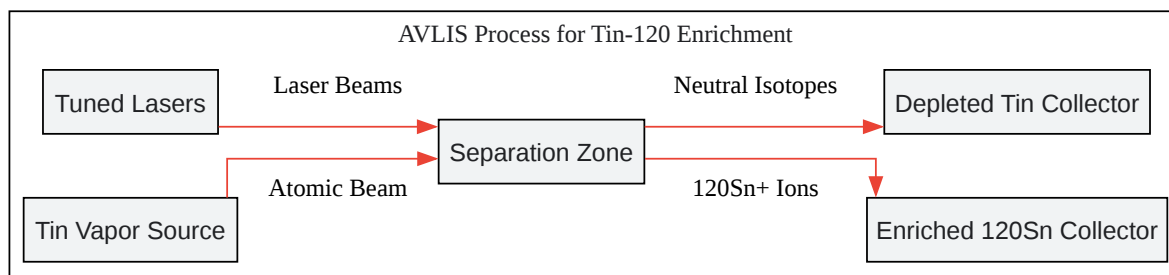 AVLIS Process for Tin-120 Enrichment
Tuned Lasers
Laser Beams
Neutral Isotopes
Depleted Tin Collector
Separation Zone
Tin Vapor Source
Atomic Beam
120Sn+ Ions
Enriched 120Sn Collector